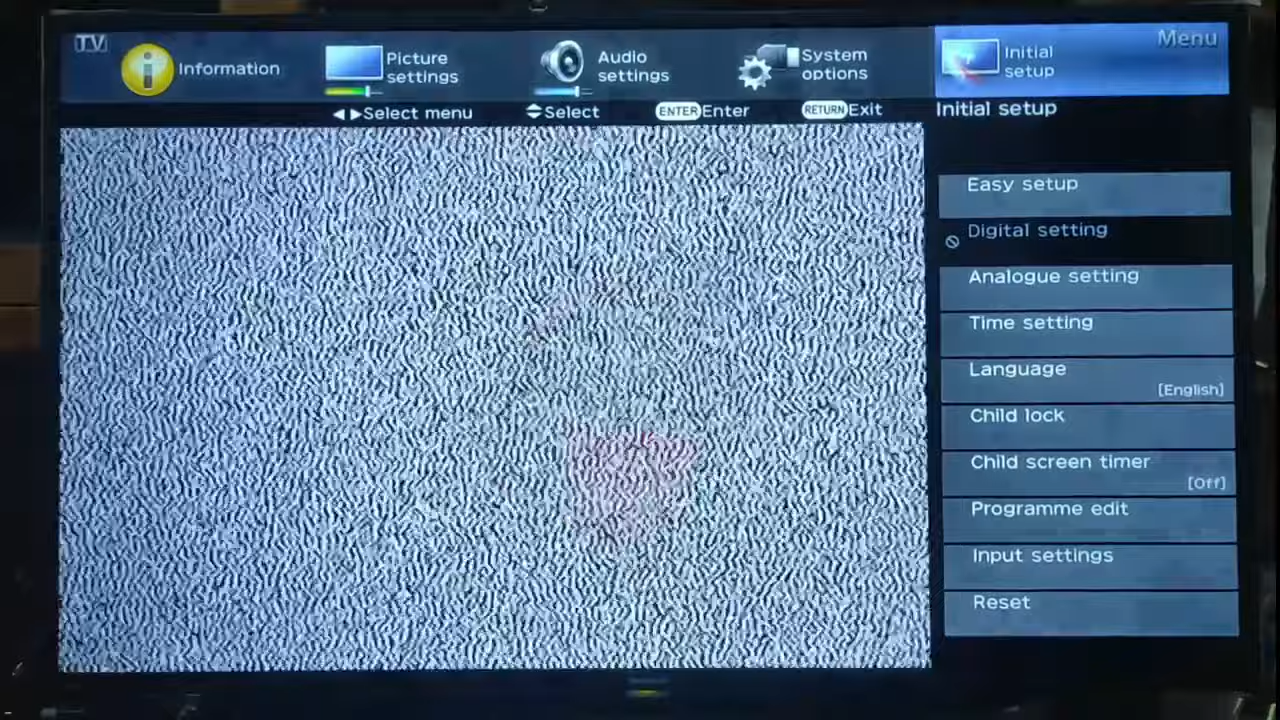 TV
Menu
Information
Picture settings
Audio settings
System options
Initial setup
Select menu
Select
ENTER Enter
RETURN Exit
Initial setup
Easy setup
Digital setting
Analogue setting
Time setting
Language
[English]
Child lock
Child screen timer
[Off]
Programme edit
Input settings
Reset